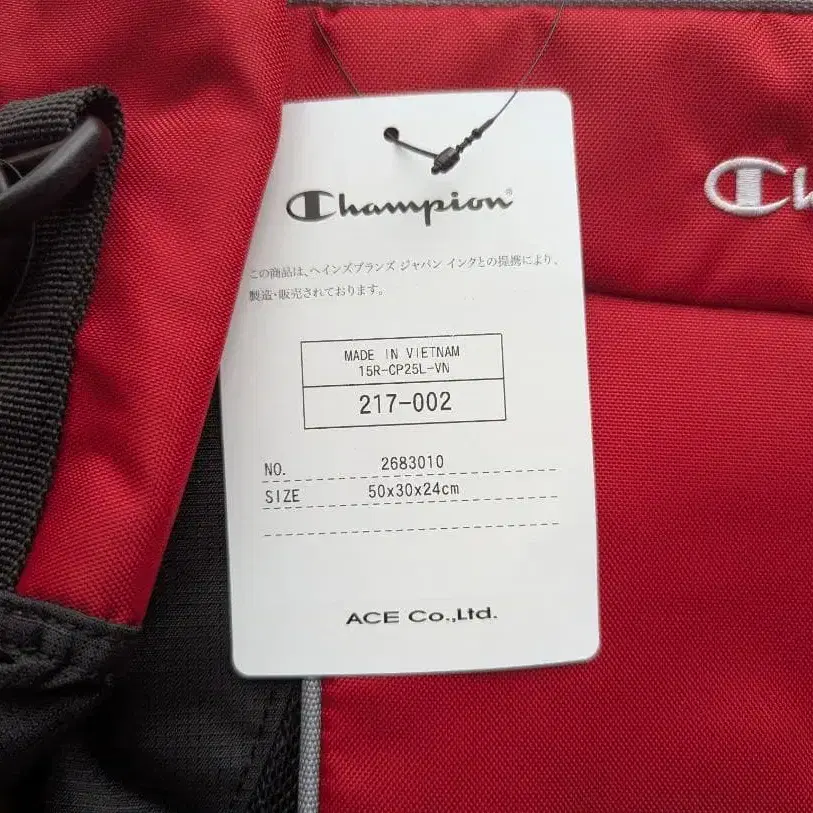 Champion®
この商品は、ヘインズブランズ ジャパン インクとの提携により、
製造・販売されております。
MADE IN VIETNAM
15R-CP25L-VN
217-002
NO. 2683010
SIZE 50x30x24cm
ACE Co.,Ltd.
Ch